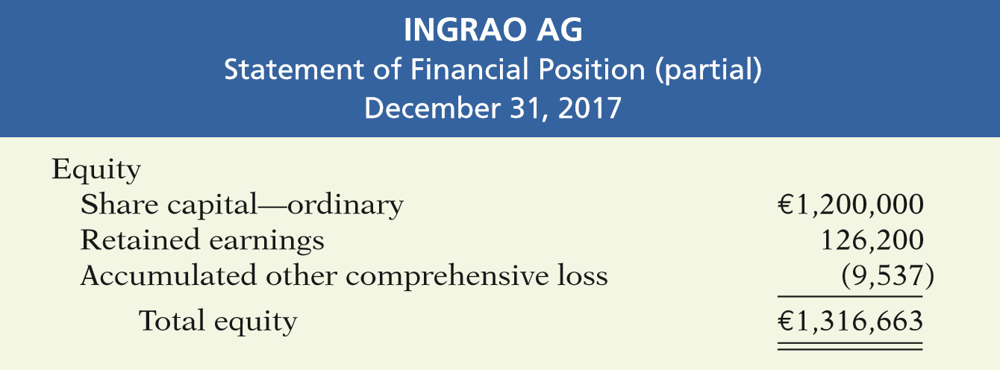 INGRAO AG
Statement of Financial Position (partial)
December 31, 2017
Equity
Share capital—ordinary €1,200,000
Retained earnings 126,200
Accumulated other comprehensive loss (9,537)
Total equity €1,316,663